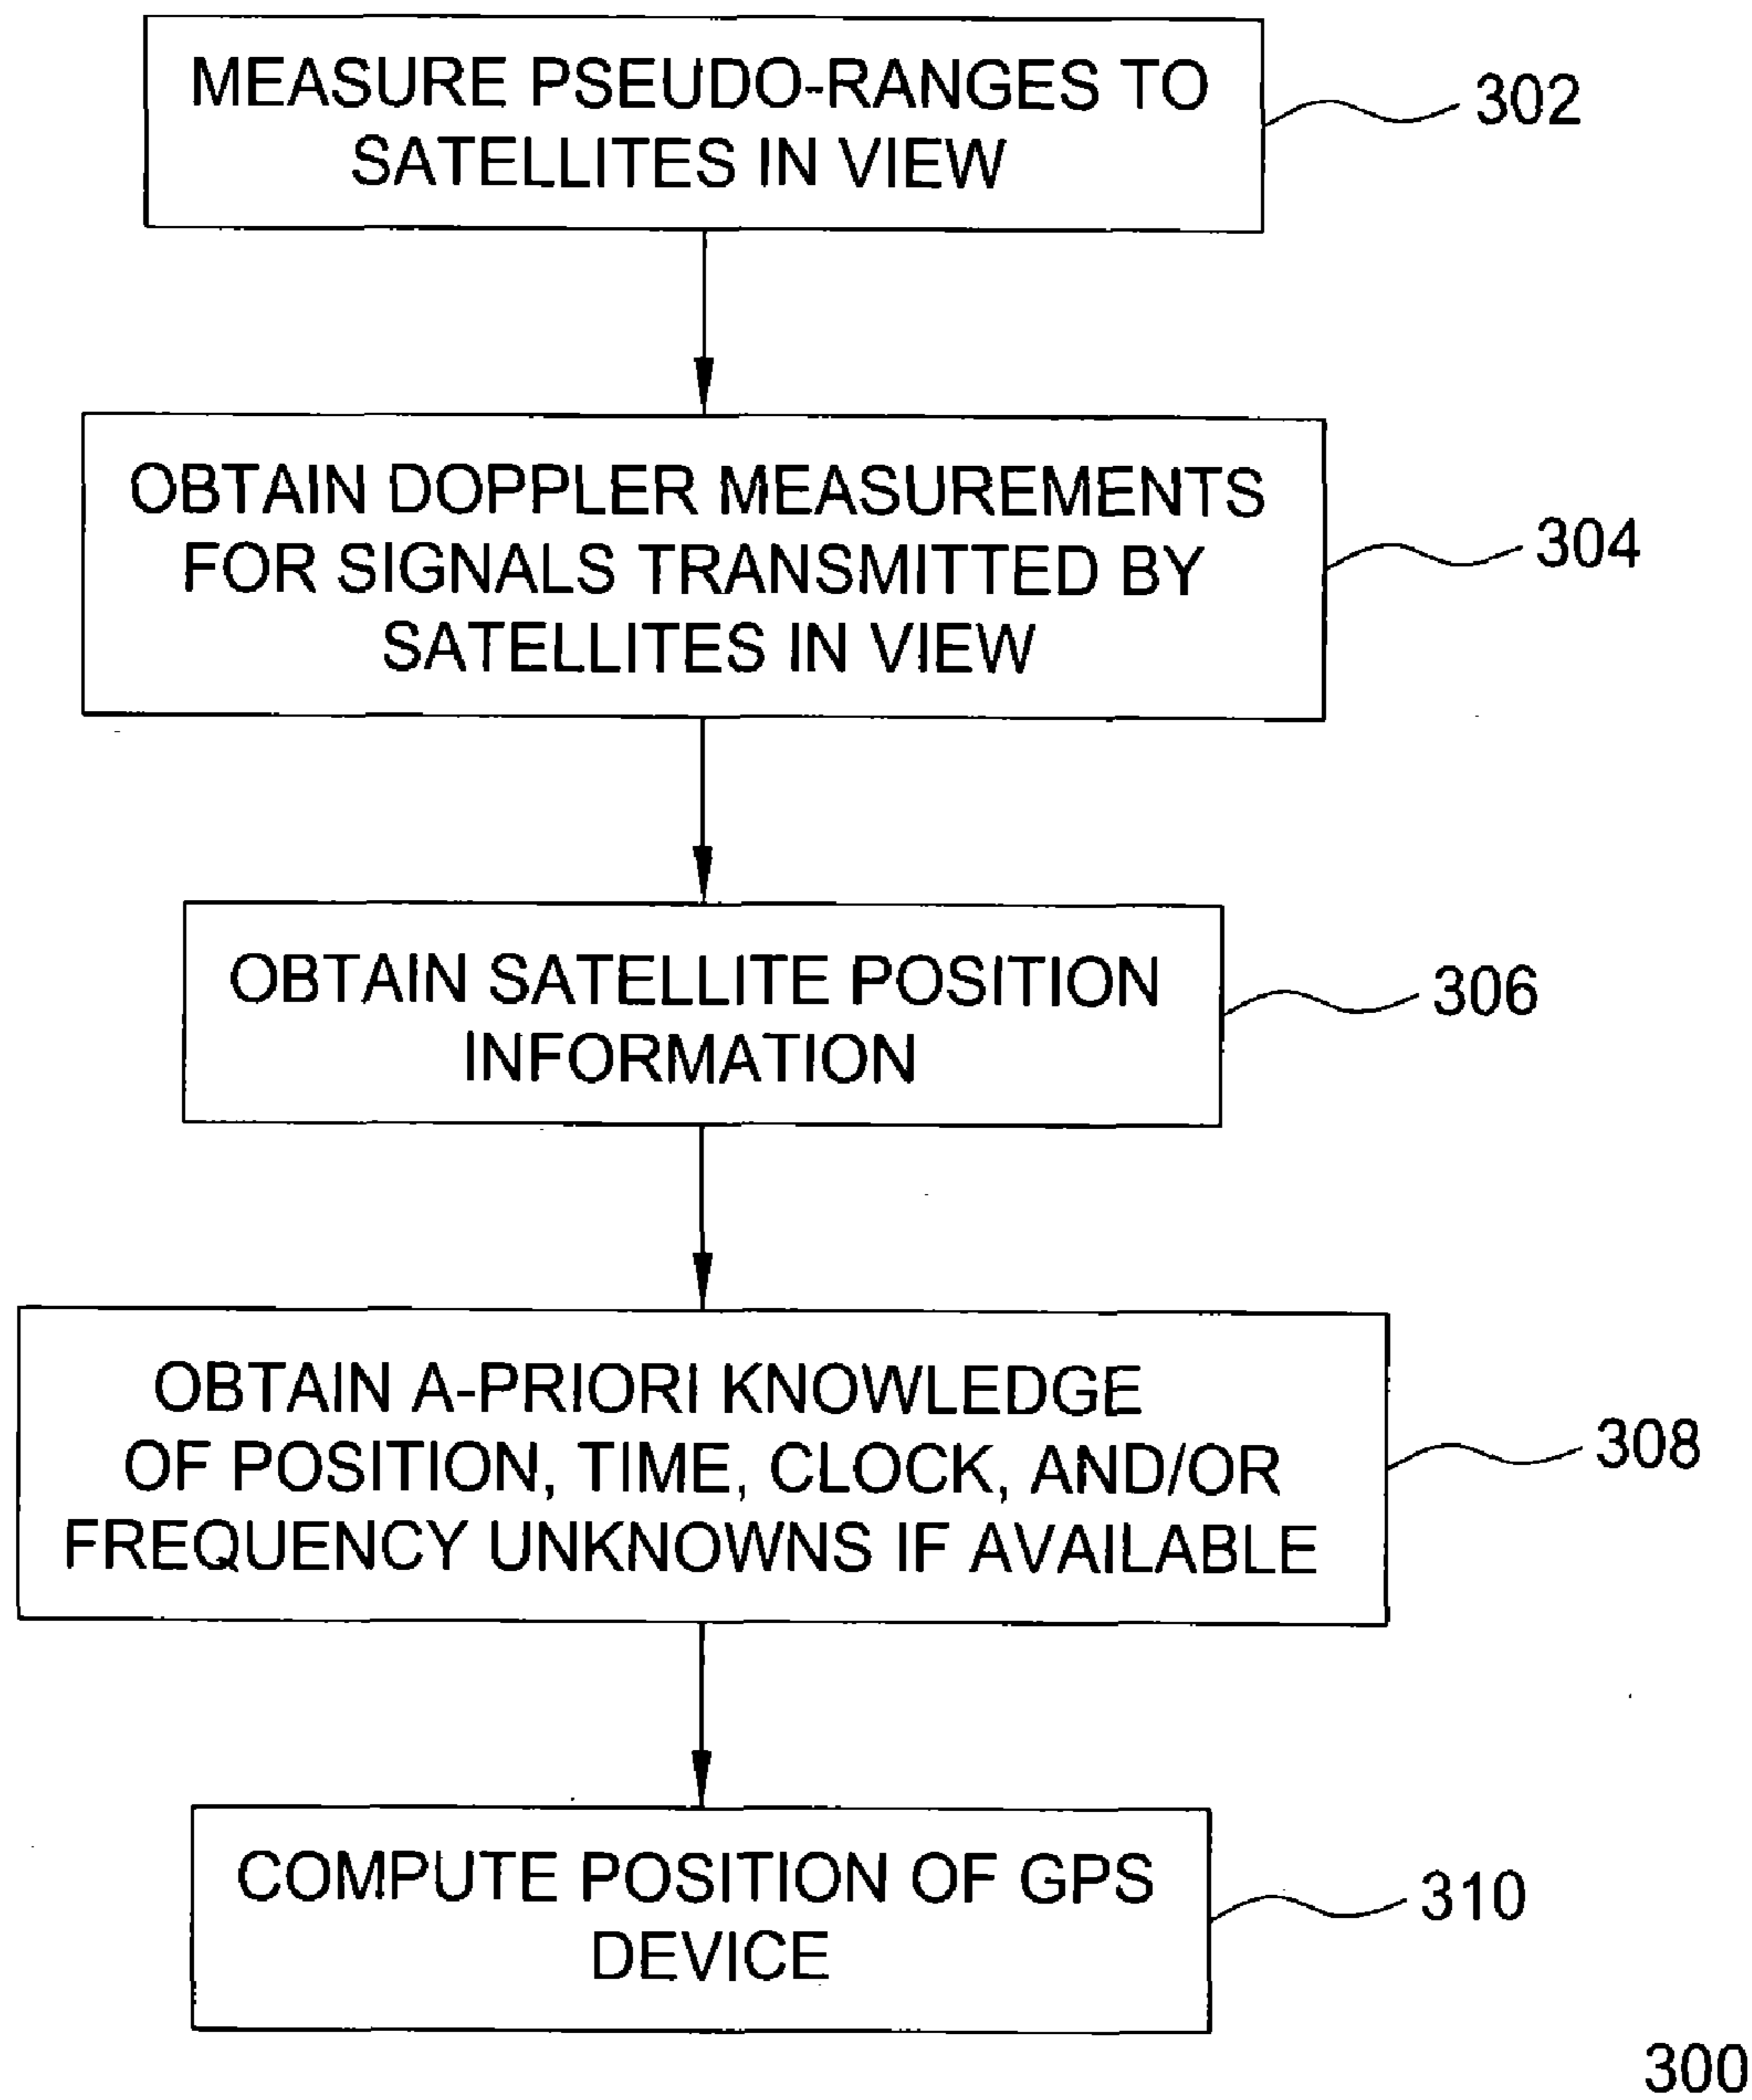 MEASURE PSEUDO-RANGES TO
SATELLITES IN VIEW
302
OBTAIN DOPPLER MEASUREMENTS
FOR SIGNALS TRANSMITTED BY
SATELLITES IN VIEW
304
OBTAIN SATELLITE POSITION
INFORMATION
306
OBTAIN A-PRIORI KNOWLEDGE
OF POSITION, TIME, CLOCK, AND/OR
FREQUENCY UNKNOWNS IF AVAILABLE
308
COMPUTE POSITION OF GPS
DEVICE
310
300